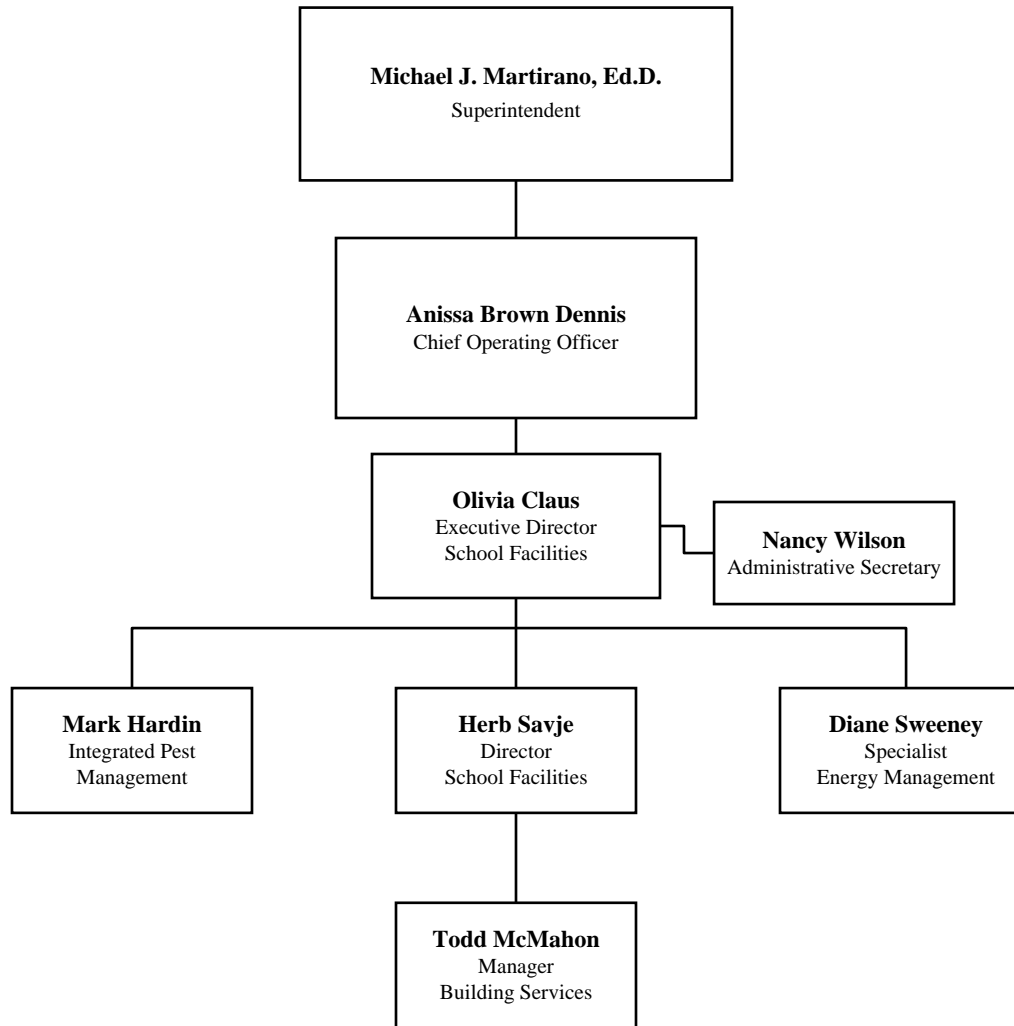 Michael J. Martirano, Ed.D.
Superintendent
Anissa Brown Dennis
Chief Operating Officer
Olivia Claus
Executive Director
School Facilities
Nancy Wilson
Administrative Secretary
Mark Hardin
Integrated Pest
Management
Herb Savje
Director
School Facilities
Diane Sweeney
Specialist
Energy Management
Todd McMahon
Manager
Building Services